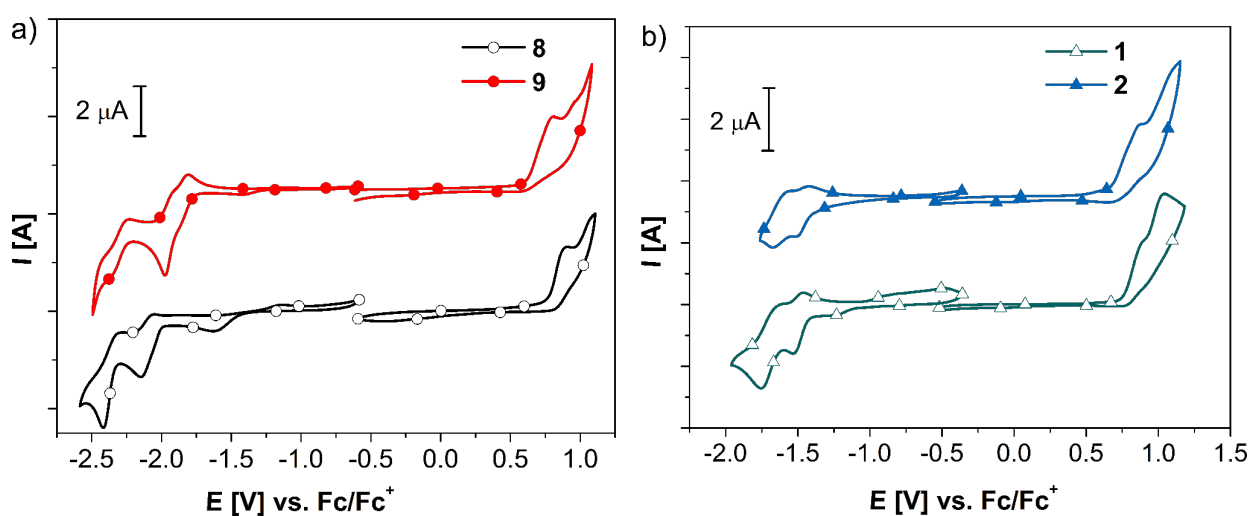 a)
8
9
2 μA
I [A]
-2.5 -2.0 -1.5 -1.0 -0.5 0.0 0.5 1.0
E [V] vs. Fc/Fc⁺
b)
1
2
2 μA
I [A]
-2.0 -1.5 -1.0 -0.5 0.0 0.5 1.0 1.5
E [V] vs. Fc/Fc⁺